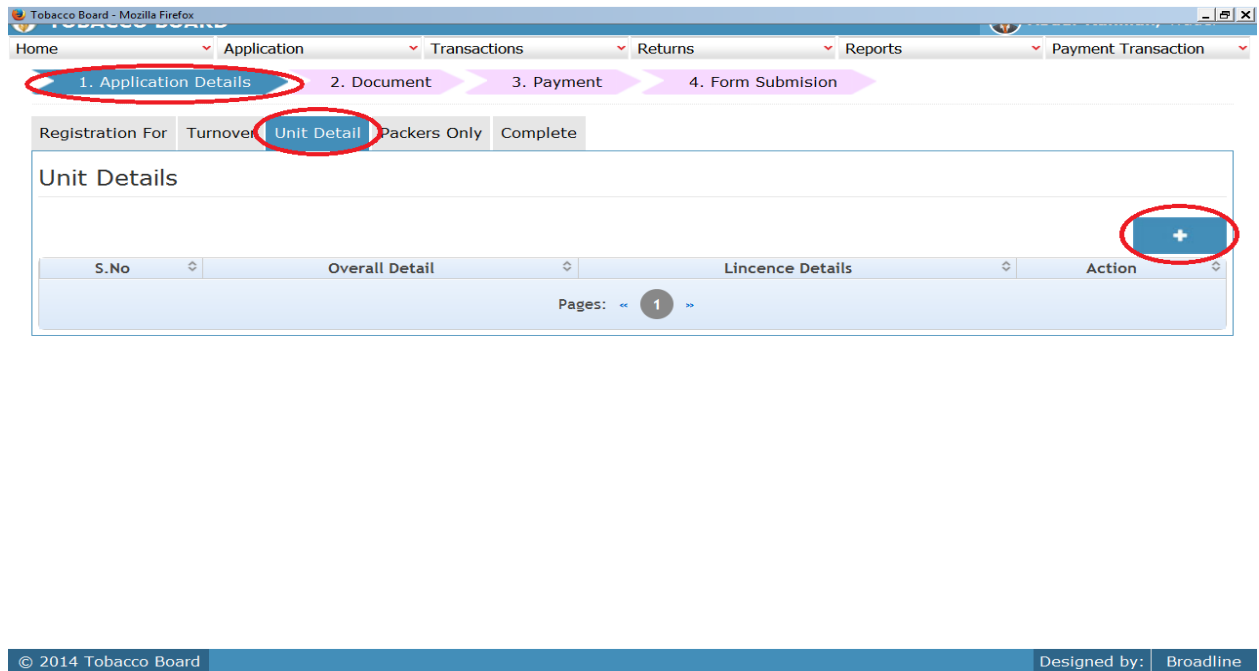 Tobacco Board - Mozilla Firefox
TOBACCO BOARD
Home Application Transactions Returns Reports Payment Transaction
1. Application Details 2. Document 3. Payment 4. Form Submision
Registration For Turnover Unit Detail Packers Only Complete
Unit Details
+
S.No Overall Detail Lincence Details Action
Pages: « 1 »
© 2014 Tobacco Board Designed by: Broadline